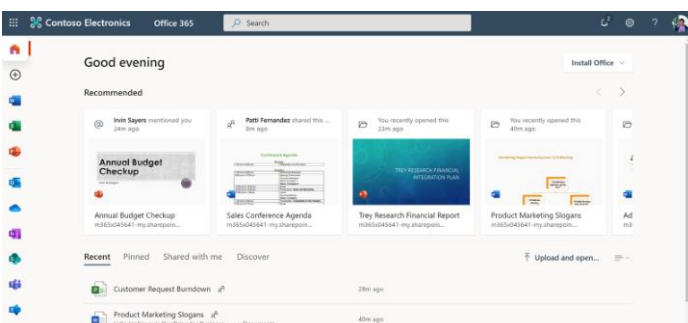 Contoso Electronics Office 365 Search ?
Good evening
Install Office
Recommended
Irvin Sayers mentioned you
24m ago
Patti Fernandez shared this ...
8m ago
You recently opened this
23m ago
You recently opened this
40m ago
Annual Budget
Checkup
Conference Agenda
TREY RESEARCH FINANCIAL
INTEGRATION PLAN
Annual Budget Checkup
m365x045641-my.sharepoin...
Sales Conference Agenda
m365x045641-my.sharepoin...
Trey Research Financial Report
m365x045641-my.sharepoin...
Product Marketing Slogans
m365x045641-my.sharepoin...
Ad
m3
Recent Pinned Shared with me Discover
Upload and open...
Customer Request Burndown 28m ago
Product Marketing Slogans 40m ago